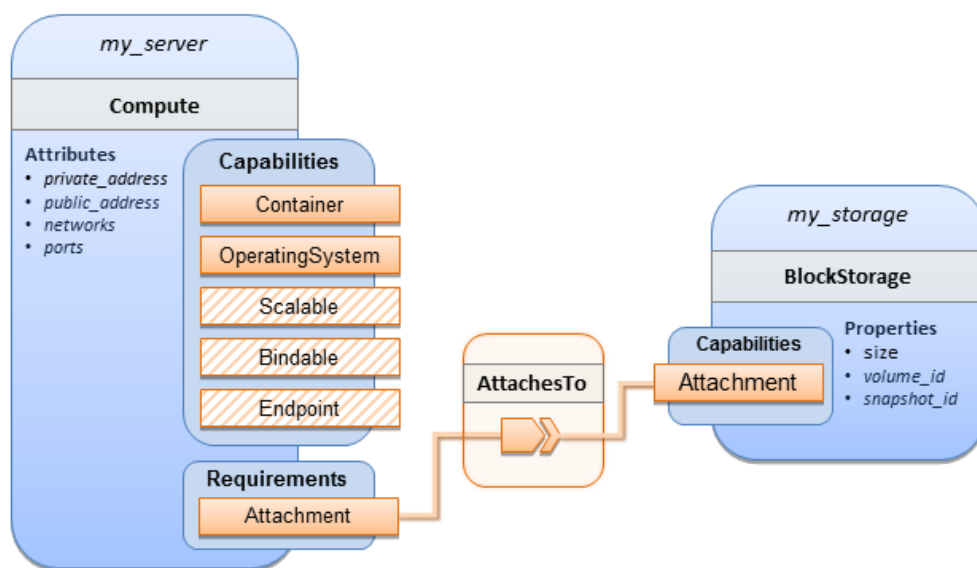 my_server
Compute
Attributes
• private_address
• public_address
• networks
• ports
Capabilities
Container
OperatingSystem
Scalable
Bindable
Endpoint
Requirements
Attachment
AttachesTo
my_storage
BlockStorage
Capabilities
Attachment
Properties
• size
• volume_id
• snapshot_id